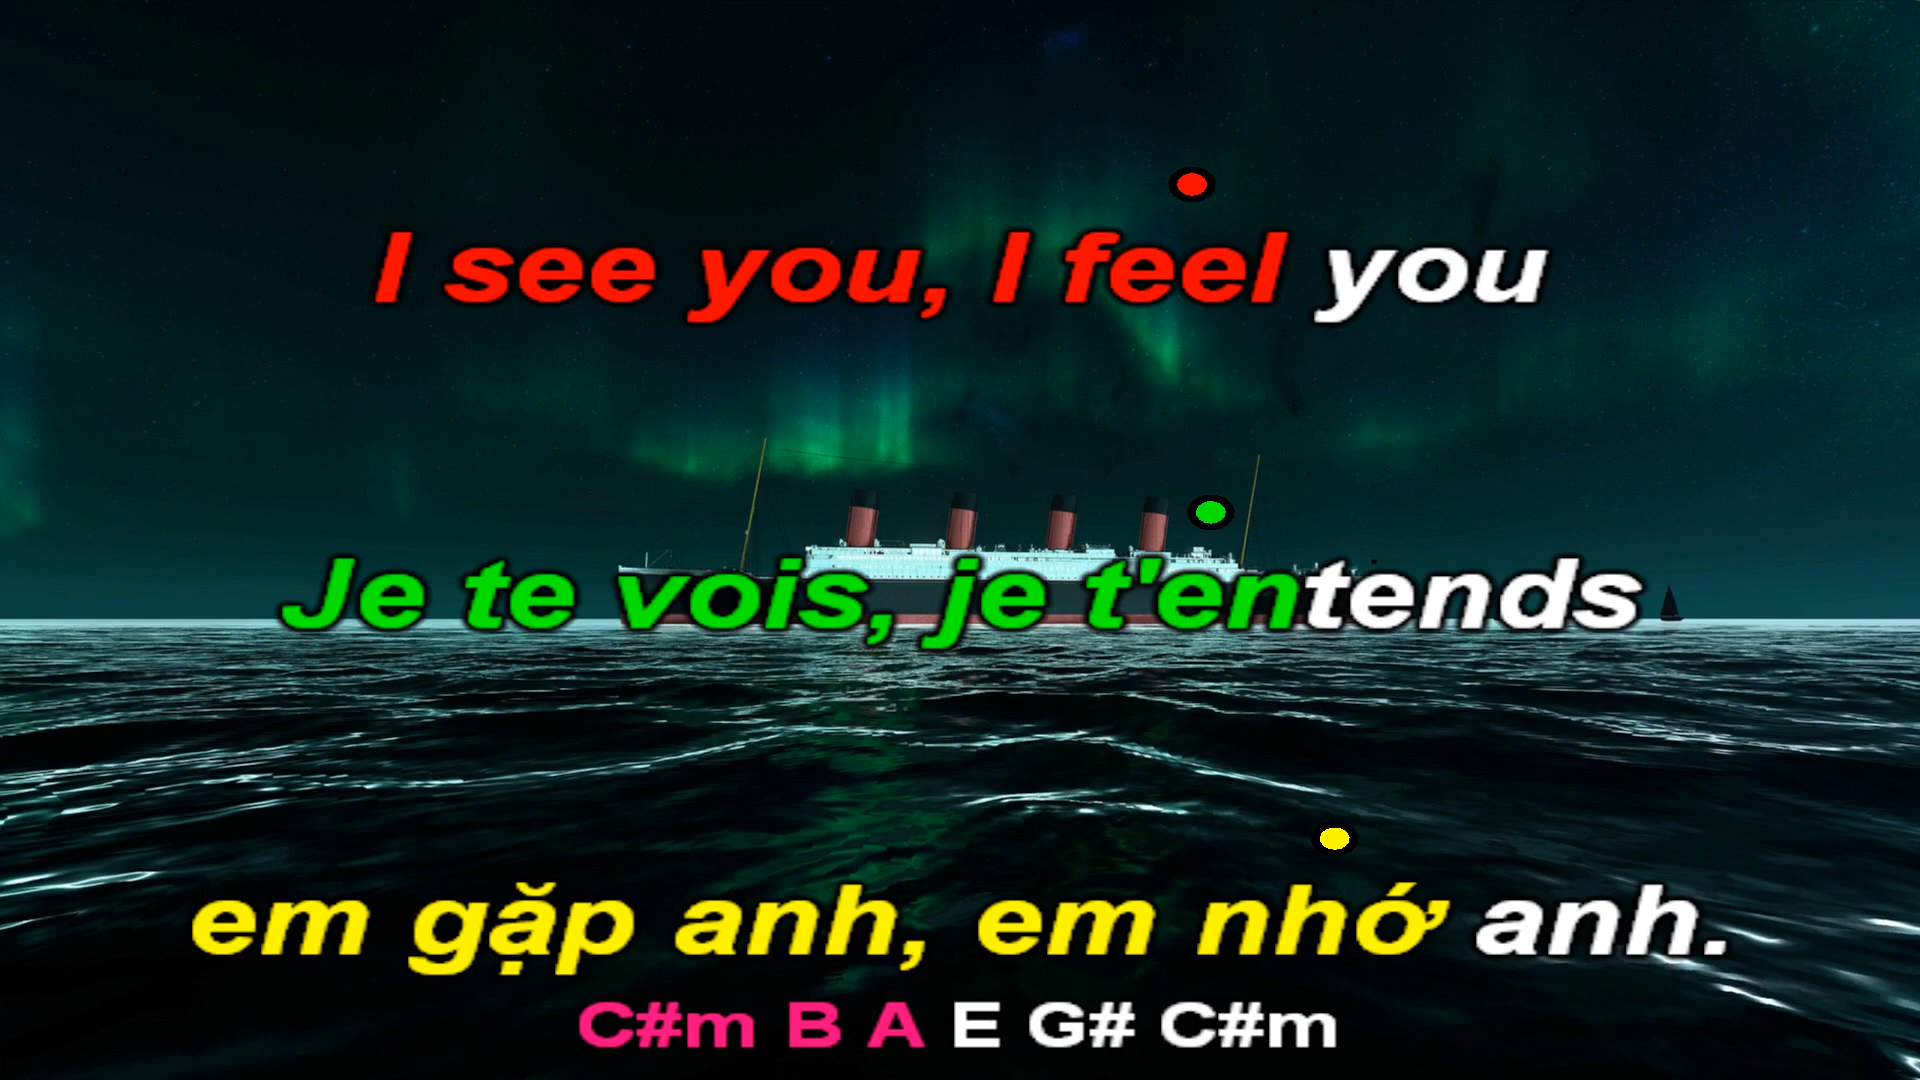 I see you, I feel you
Je te vois, je t'entends
em gặp anh, em nhớ anh.
C#m B A E G# C#m